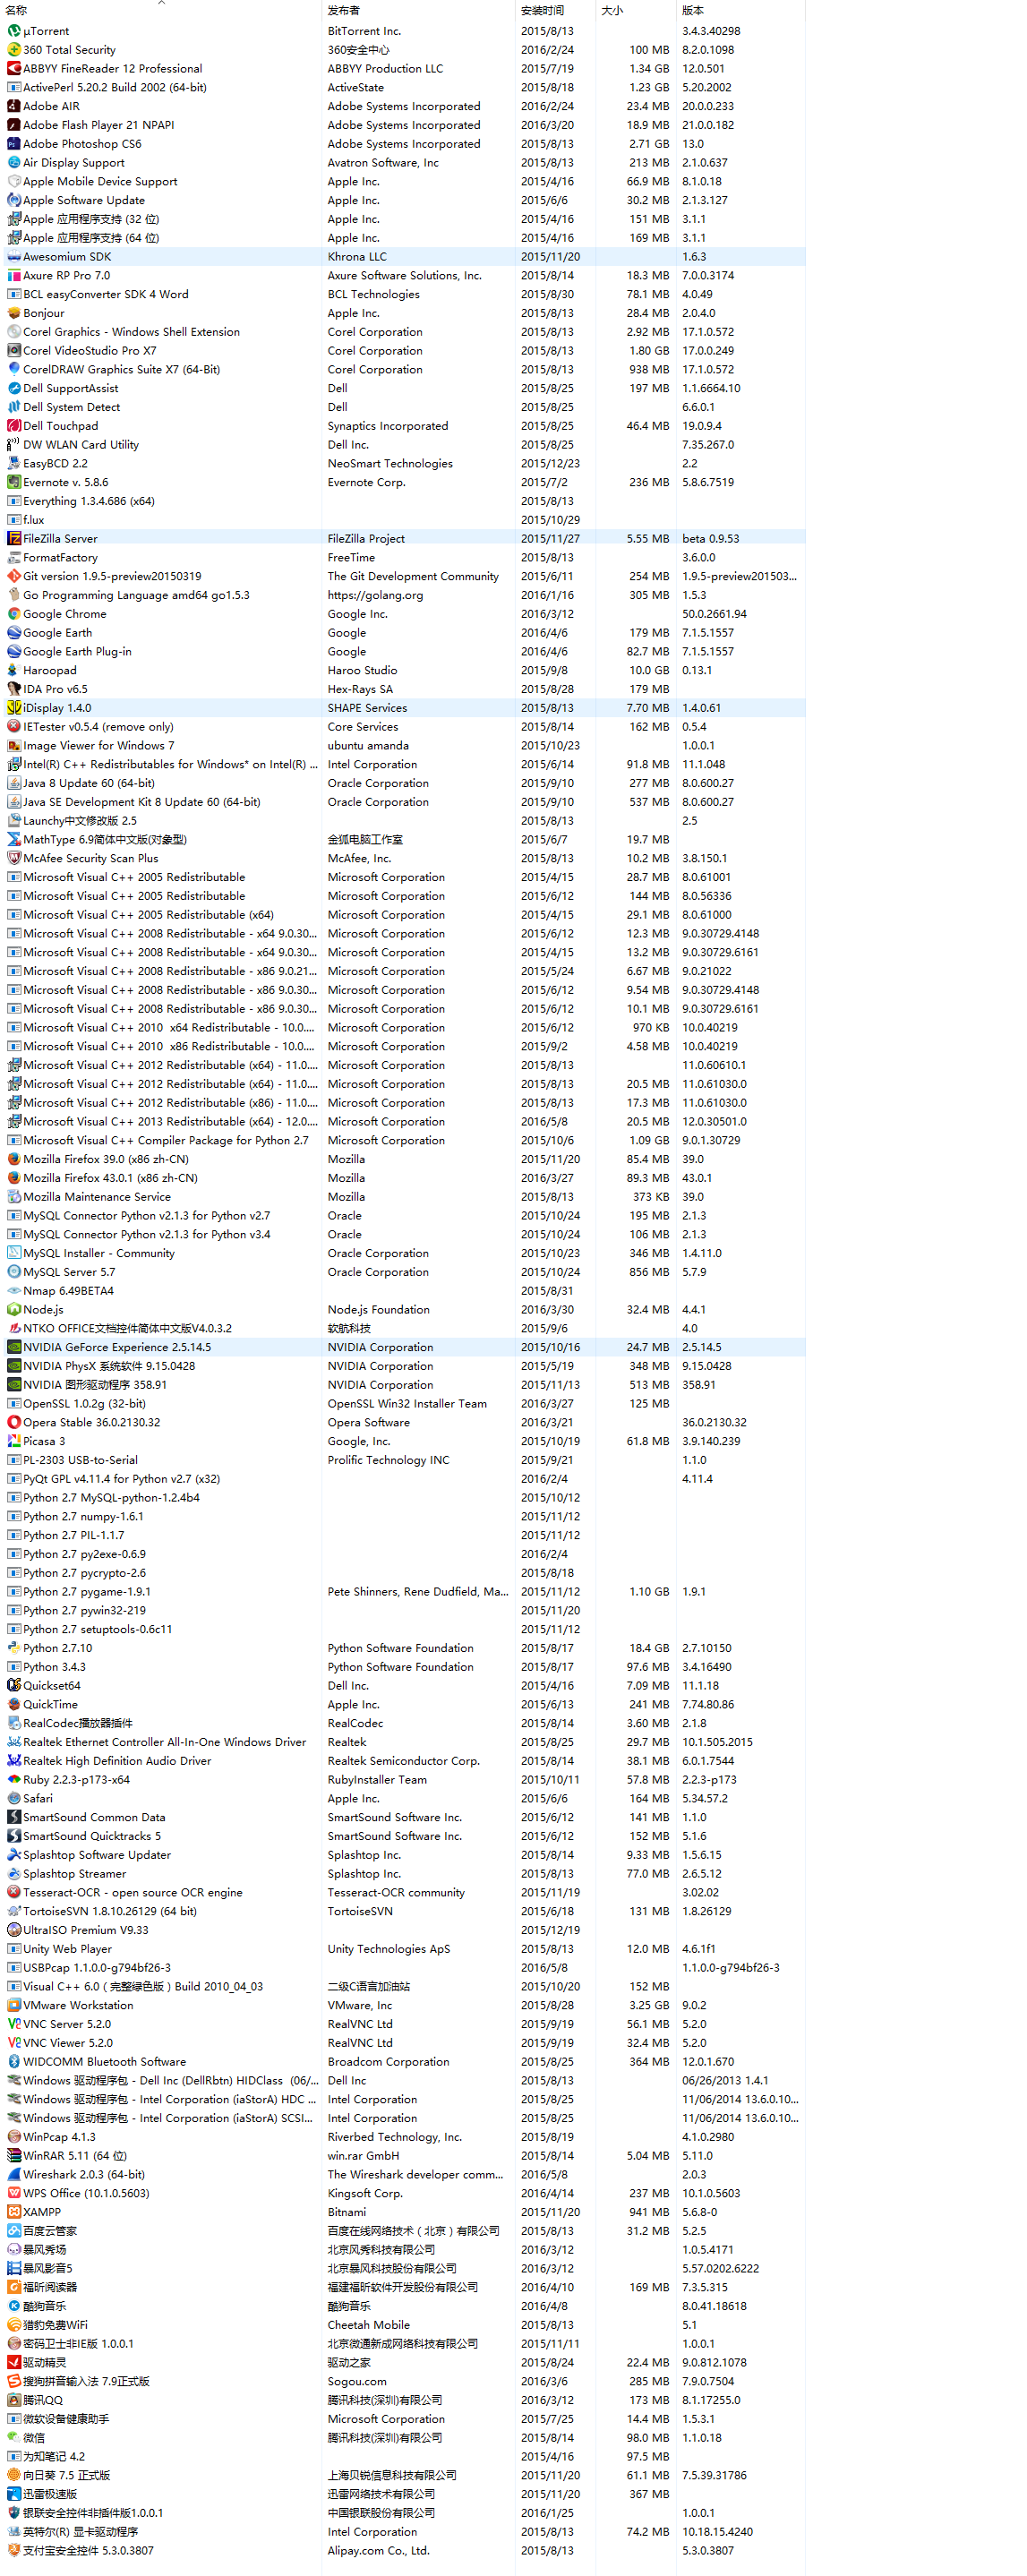 名称 发布者 安装时间 大小 版本
µTorrent BitTorrent Inc. 2015/8/13 3.4.3.40298
360 Total Security 360安全中心 2016/2/24 100 MB 8.2.0.1098
ABBYY FineReader 12 Professional ABBYY Production LLC 2015/7/19 1.34 GB 12.0.501
ActivePerl 5.20.2 Build 2002 (64-bit) ActiveState 2015/8/18 1.23 GB 5.20.2002
Adobe AIR Adobe Systems Incorporated 2016/2/24 23.4 MB 20.0.0.233
Adobe Flash Player 21 NPAPI Adobe Systems Incorporated 2016/3/20 18.9 MB 21.0.0.182
Adobe Photoshop CS6 Adobe Systems Incorporated 2015/8/13 2.71 GB 13.0
Air Display Support Avatron Software, Inc 2015/8/13 213 MB 2.1.0.637
Apple Mobile Device Support Apple Inc. 2015/4/16 66.9 MB 8.1.0.18
Apple Software Update Apple Inc. 2015/6/6 30.2 MB 2.1.3.127
Apple 应用程序支持 (32 位) Apple Inc. 2015/4/16 151 MB 3.1.1
Apple 应用程序支持 (64 位) Apple Inc. 2015/4/16 169 MB 3.1.1
Awesomium SDK Khrona LLC 2015/11/20 1.6.3
Axure RP Pro 7.0 Axure Software Solutions, Inc. 2015/8/14 18.3 MB 7.0.0.3174
BCL easyConverter SDK 4 Word BCL Technologies 2015/8/30 78.1 MB 4.0.49
Bonjour Apple Inc. 2015/8/13 28.4 MB 2.0.4.0
Corel Graphics - Windows Shell Extension Corel Corporation 2015/8/13 2.92 MB 17.1.0.572
Corel VideoStudio Pro X7 Corel Corporation 2015/8/13 1.80 GB 17.0.0.249
CorelDRAW Graphics Suite X7 (64-Bit) Corel Corporation 2015/8/13 938 MB 17.1.0.572
Dell SupportAssist Dell 2015/8/25 197 MB 1.1.6664.10
Dell System Detect Dell 2015/8/25 6.6.0.1
Dell Touchpad Synaptics Incorporated 2015/8/25 46.4 MB 19.0.9.4
DW WLAN Card Utility Dell Inc. 2015/8/25 7.35.267.0
EasyBCD 2.2 NeoSmart Technologies 2015/12/23 2.2
Evernote v. 5.8.6 Evernote Corp. 2015/7/2 236 MB 5.8.6.7519
Everything 1.3.4.686 (x64) 2015/8/13
f.lux 2015/10/29
FileZilla Server FileZilla Project 2015/11/27 5.55 MB beta 0.9.53
FormatFactory FreeTime 2015/8/13 3.6.0.0
Git version 1.9.5-preview20150319 The Git Development Community 2015/6/11 254 MB 1.9.5-preview201503...
Go Programming Language amd64 go1.5.3 https://golang.org 2016/1/16 305 MB 1.5.3
Google Chrome Google Inc. 2016/3/12 50.0.2661.94
Google Earth Google 2016/4/6 179 MB 7.1.5.1557
Google Earth Plug-in Google 2016/4/6 82.7 MB 7.1.5.1557
Haroopad Haroo Studio 2015/9/8 10.0 GB 0.13.1
IDA Pro v6.5 Hex-Rays SA 2015/8/28 179 MB
iDisplay 1.4.0 SHAPE Services 2015/8/13 7.70 MB 1.4.0.61
IETester v0.5.4 (remove only) Core Services 2015/8/14 162 MB 0.5.4
Image Viewer for Windows 7 ubuntu amanda 2015/10/23 1.0.0.1
Intel(R) C++ Redistributables for Windows* on Intel(R) ... Intel Corporation 2015/6/14 91.8 MB 11.1.048
Java 8 Update 60 (64-bit) Oracle Corporation 2015/9/10 277 MB 8.0.600.27
Java SE Development Kit 8 Update 60 (64-bit) Oracle Corporation 2015/9/10 537 MB 8.0.600.27
Launchy中文修改版 2.5 2015/8/13 2.5
MathType 6.9简体中文版(对象型) 金狐电脑工作室 2015/6/7 19.7 MB
McAfee Security Scan Plus McAfee, Inc. 2015/8/13 10.2 MB 3.8.150.1
Microsoft Visual C++ 2005 Redistributable Microsoft Corporation 2015/4/15 28.7 MB 8.0.61001
Microsoft Visual C++ 2005 Redistributable Microsoft Corporation 2015/6/12 144 MB 8.0.56336
Microsoft Visual C++ 2005 Redistributable (x64) Microsoft Corporation 2015/4/15 29.1 MB 8.0.61000
Microsoft Visual C++ 2008 Redistributable - x64 9.0.30... Microsoft Corporation 2015/6/12 12.3 MB 9.0.30729.4148
Microsoft Visual C++ 2008 Redistributable - x64 9.0.30... Microsoft Corporation 2015/4/15 13.2 MB 9.0.30729.6161
Microsoft Visual C++ 2008 Redistributable - x86 9.0.21... Microsoft Corporation 2015/5/24 6.67 MB 9.0.21022
Microsoft Visual C++ 2008 Redistributable - x86 9.0.30... Microsoft Corporation 2015/6/12 9.54 MB 9.0.30729.4148
Microsoft Visual C++ 2008 Redistributable - x86 9.0.30... Microsoft Corporation 2015/6/12 10.1 MB 9.0.30729.6161
Microsoft Visual C++ 2010  x64 Redistributable - 10.0.... Microsoft Corporation 2015/6/12 970 KB 10.0.40219
Microsoft Visual C++ 2010  x86 Redistributable - 10.0.... Microsoft Corporation 2015/9/2 4.58 MB 10.0.40219
Microsoft Visual C++ 2012 Redistributable (x64) - 11.0.... Microsoft Corporation 2015/8/13 11.0.60610.1
Microsoft Visual C++ 2012 Redistributable (x64) - 11.0.... Microsoft Corporation 2015/8/13 20.5 MB 11.0.61030.0
Microsoft Visual C++ 2012 Redistributable (x86) - 11.0.... Microsoft Corporation 2015/8/13 17.3 MB 11.0.61030.0
Microsoft Visual C++ 2013 Redistributable (x64) - 12.0.... Microsoft Corporation 2016/5/8 20.5 MB 12.0.30501.0
Microsoft Visual C++ Compiler Package for Python 2.7 Microsoft Corporation 2015/10/6 1.09 GB 9.0.1.30729
Mozilla Firefox 39.0 (x86 zh-CN) Mozilla 2015/11/20 85.4 MB 39.0
Mozilla Firefox 43.0.1 (x86 zh-CN) Mozilla 2016/3/27 89.3 MB 43.0.1
Mozilla Maintenance Service Mozilla 2015/8/13 373 KB 39.0
MySQL Connector Python v2.1.3 for Python v2.7 Oracle 2015/10/24 195 MB 2.1.3
MySQL Connector Python v2.1.3 for Python v3.4 Oracle 2015/10/24 106 MB 2.1.3
MySQL Installer - Community Oracle Corporation 2015/10/23 346 MB 1.4.11.0
MySQL Server 5.7 Oracle Corporation 2015/10/24 856 MB 5.7.9
Nmap 6.49BETA4 2015/8/31
Node.js Node.js Foundation 2016/3/30 32.4 MB 4.4.1
NTKO OFFICE文档控件简体中文版V4.0.3.2 软航科技 2015/9/6 4.0
NVIDIA GeForce Experience 2.5.14.5 NVIDIA Corporation 2015/10/16 24.7 MB 2.5.14.5
NVIDIA PhysX 系统软件 9.15.0428 NVIDIA Corporation 2015/5/19 348 MB 9.15.0428
NVIDIA 图形驱动程序 358.91 NVIDIA Corporation 2015/11/13 513 MB 358.91
OpenSSL 1.0.2g (32-bit) OpenSSL Win32 Installer Team 2016/3/27 125 MB
Opera Stable 36.0.2130.32 Opera Software 2016/3/21 36.0.2130.32
Picasa 3 Google, Inc. 2015/10/19 61.8 MB 3.9.140.239
PL-2303 USB-to-Serial Prolific Technology INC 2015/9/21 1.1.0
PyQt GPL v4.11.4 for Python v2.7 (x32) 2016/2/4 4.11.4
Python 2.7 MySQL-python-1.2.4b4 2015/10/12
Python 2.7 numpy-1.6.1 2015/11/12
Python 2.7 PIL-1.1.7 2015/11/12
Python 2.7 py2exe-0.6.9 2016/2/4
Python 2.7 pycrypto-2.6 2015/8/18
Python 2.7 pygame-1.9.1 Pete Shinners, Rene Dudfield, Ma... 2015/11/12 1.10 GB 1.9.1
Python 2.7 pywin32-219 2015/11/20
Python 2.7 setuptools-0.6c11 2015/11/12
Python 2.7.10 Python Software Foundation 2015/8/17 18.4 GB 2.7.10150
Python 3.4.3 Python Software Foundation 2015/8/17 97.6 MB 3.4.16490
Quickset64 Dell Inc. 2015/4/16 7.09 MB 11.1.18
QuickTime Apple Inc. 2015/6/13 241 MB 7.74.80.86
RealCodec播放器插件 RealCodec 2015/8/14 3.60 MB 2.1.8
Realtek Ethernet Controller All-In-One Windows Driver Realtek 2015/8/25 29.7 MB 10.1.505.2015
Realtek High Definition Audio Driver Realtek Semiconductor Corp. 2015/8/14 38.1 MB 6.0.1.7544
Ruby 2.2.3-p173-x64 RubyInstaller Team 2015/10/11 57.8 MB 2.2.3-p173
Safari Apple Inc. 2015/6/6 164 MB 5.34.57.2
SmartSound Common Data SmartSound Software Inc. 2015/6/12 141 MB 1.1.0
SmartSound Quicktracks 5 SmartSound Software Inc. 2015/6/12 152 MB 5.1.6
Splashtop Software Updater Splashtop Inc. 2015/8/14 9.33 MB 1.5.6.15
Splashtop Streamer Splashtop Inc. 2015/8/13 77.0 MB 2.6.5.12
Tesseract-OCR - open source OCR engine Tesseract-OCR community 2015/11/19 3.02.02
TortoiseSVN 1.8.10.26129 (64 bit) TortoiseSVN 2015/6/18 131 MB 1.8.26129
UltraISO Premium V9.33 2015/12/19
Unity Web Player Unity Technologies ApS 2015/8/13 12.0 MB 4.6.1f1
USBPcap 1.1.0.0-g794bf26-3 2016/5/8 1.1.0.0-g794bf26-3
Visual C++ 6.0 ( 完整绿色版 ) Build 2010_04_03 二级C语言加油站 2015/10/20 152 MB
VMware Workstation VMware, Inc 2015/8/28 3.25 GB 9.0.2
VNC Server 5.2.0 RealVNC Ltd 2015/9/19 56.1 MB 5.2.0
VNC Viewer 5.2.0 RealVNC Ltd 2015/9/19 32.4 MB 5.2.0
WIDCOMM Bluetooth Software Broadcom Corporation 2015/8/25 364 MB 12.0.1.670
Windows 驱动程序包 - Dell Inc (DellRbtn) HIDClass  (06/... Dell Inc 2015/8/13 06/26/2013 1.4.1
Windows 驱动程序包 - Intel Corporation (iaStorA) HDC ... Intel Corporation 2015/8/25 11/06/2014 13.6.0.10...
Windows 驱动程序包 - Intel Corporation (iaStorA) SCSI... Intel Corporation 2015/8/25 11/06/2014 13.6.0.10...
WinPcap 4.1.3 Riverbed Technology, Inc. 2015/8/19 4.1.0.2980
WinRAR 5.11 (64 位) win.rar GmbH 2015/8/14 5.04 MB 5.11.0
Wireshark 2.0.3 (64-bit) The Wireshark developer comm... 2016/5/8 2.0.3
WPS Office (10.1.0.5603) Kingsoft Corp. 2016/4/14 237 MB 10.1.0.5603
XAMPP Bitnami 2015/11/20 941 MB 5.6.8-0
百度云管家 百度在线网络技术（北京）有限公司 2015/8/13 31.2 MB 5.2.5
暴风秀场 北京风秀科技有限公司 2016/3/12 1.0.5.4171
暴风影音5 北京暴风科技股份有限公司 2016/3/12 5.57.0202.6222
福昕阅读器 福建福昕软件开发股份有限公司 2016/4/10 169 MB 7.3.5.315
酷狗音乐 酷狗音乐 2016/4/8 8.0.41.18618
猎豹免费WiFi Cheetah Mobile 2015/8/13 5.1
密码卫士非IE版 1.0.0.1 北京微通新成网络科技有限公司 2015/11/11 1.0.0.1
驱动精灵 驱动之家 2015/8/24 22.4 MB 9.0.812.1078
搜狗拼音输入法 7.9正式版 Sogou.com 2016/3/6 285 MB 7.9.0.7504
腾讯QQ 腾讯科技(深圳)有限公司 2016/3/12 173 MB 8.1.17255.0
微软设备健康助手 Microsoft Corporation 2015/7/25 14.4 MB 1.5.3.1
微信 腾讯科技(深圳)有限公司 2015/8/14 98.0 MB 1.1.0.18
为知笔记 4.2 2015/4/16 97.5 MB
向日葵 7.5 正式版 上海贝锐信息科技有限公司 2015/11/20 61.1 MB 7.5.39.31786
迅雷极速版 迅雷网络技术有限公司 2015/11/20 367 MB
银联安全控件非插件版1.0.0.1 中国银联股份有限公司 2016/1/25 1.0.0.1
英特尔(R) 显卡驱动程序 Intel Corporation 2015/8/13 74.2 MB 10.18.15.4240
支付宝安全控件 5.3.0.3807 Alipay.com Co., Ltd. 2015/8/13 5.3.0.3807